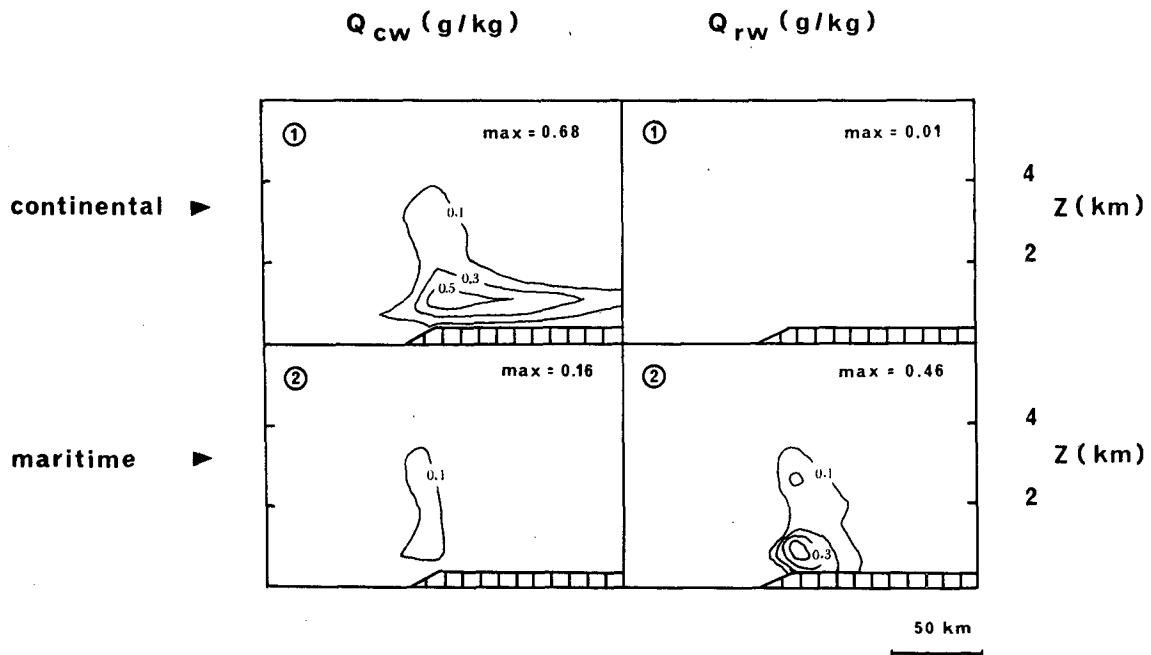 Q cw (g/kg) Q rw (g/kg)
① max = 0.68 ① max = 0.01
4
continental ► Z (km)
0.1
2
0.3
0.5
② max = 0.16 ② max = 0.46
4
maritime ► Z (km)
0.1 0.1
2
0.3
50 km